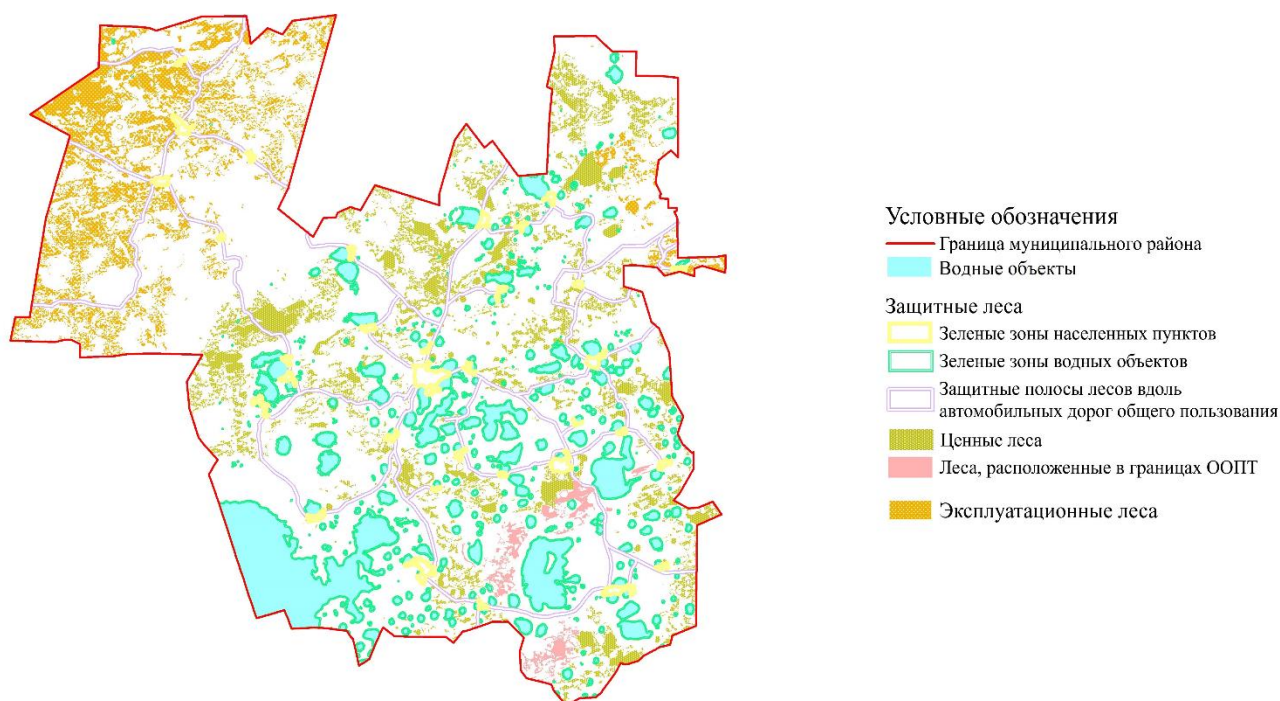 Условные обозначения
Граница муниципального района
Водные объекты
Защитные леса
Зеленые зоны населенных пунктов
Зеленые зоны водных объектов
Защитные полосы лесов вдоль
автомобильных дорог общего пользования
Ценные леса
Леса, расположенные в границах ООПТ
Эксплуатационные леса